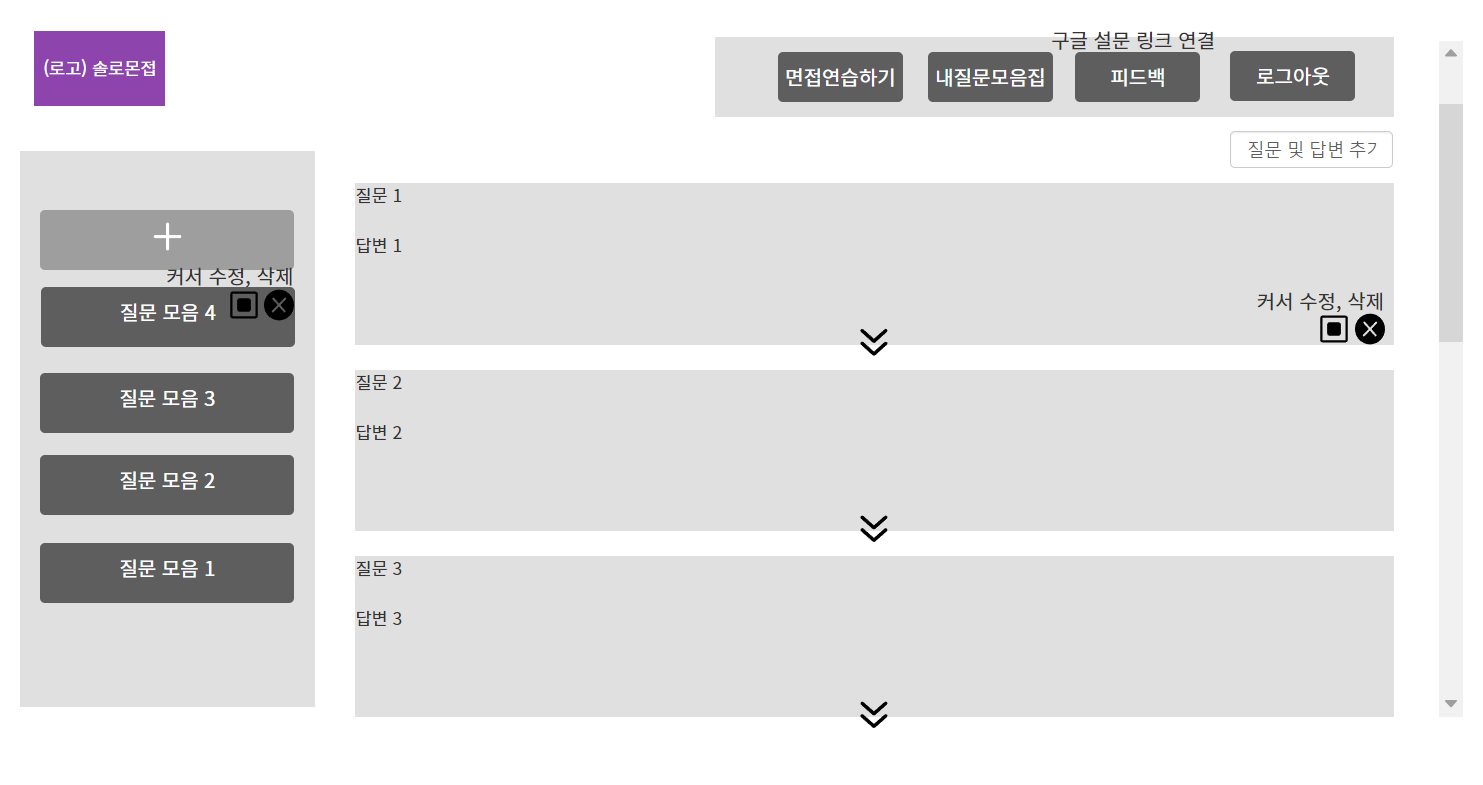 (로고) 솔로몬접
구글 설문 링크 연결
면접연습하기
내질문모음집
피드백
로그아웃
질문 및 답변 추
커서 수정, 삭제
질문 모음 4
질문 모음 3
질문 모음 2
질문 모음 1
질문 1
답변 1
커서 수정, 삭제
질문 2
답변 2
질문 3
답변 3